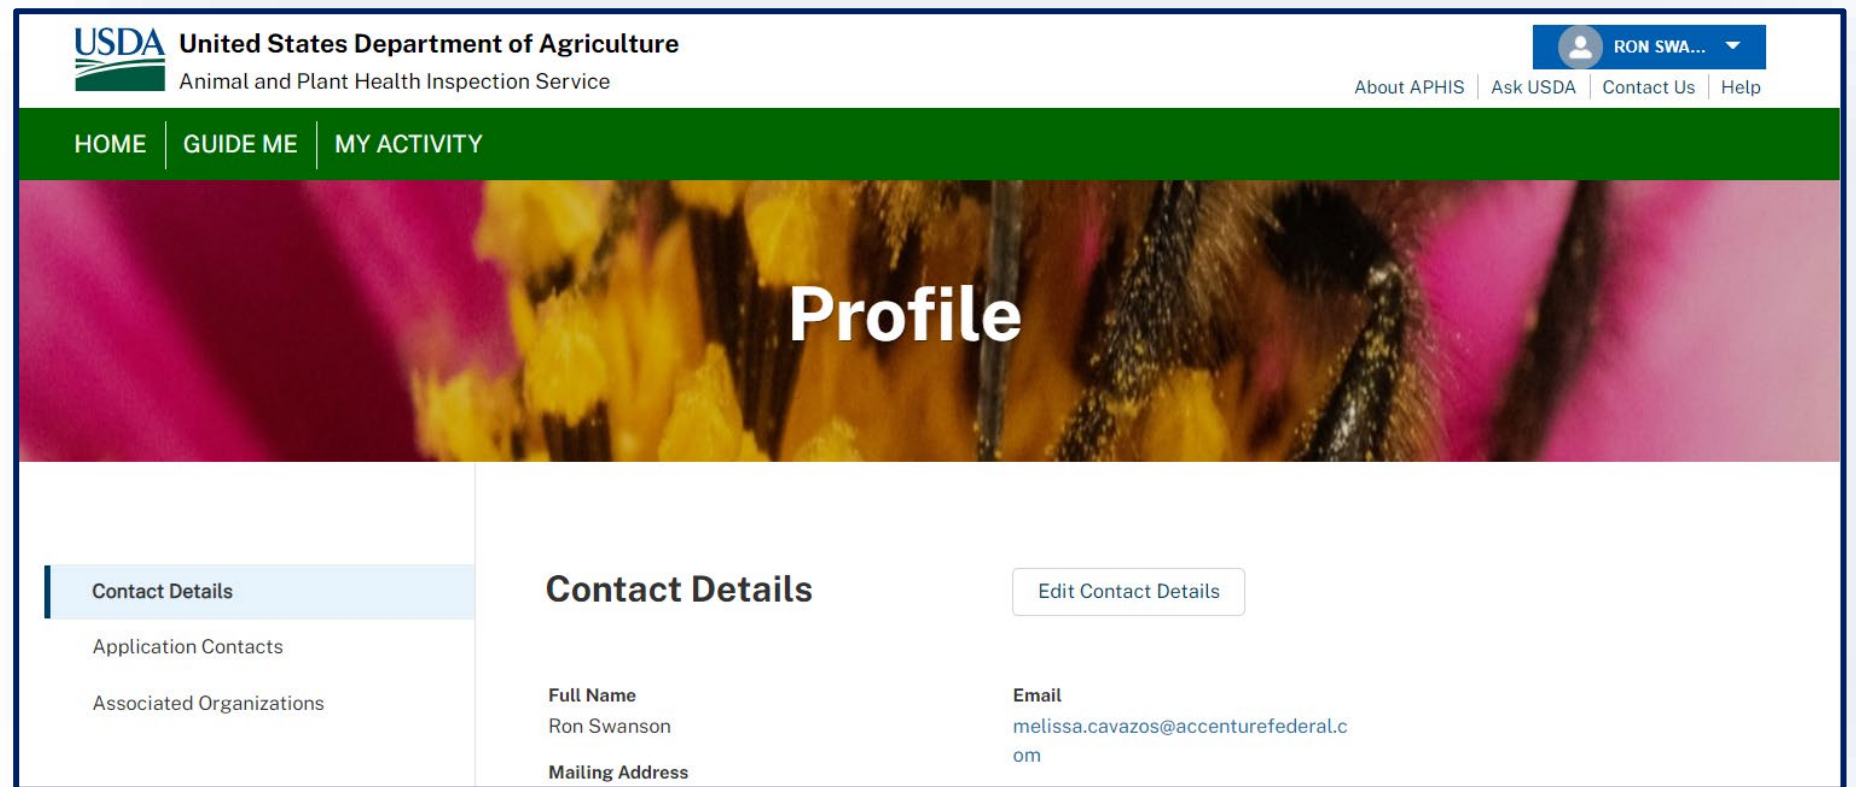 USDA
United States Department of Agriculture
Animal and Plant Health Inspection Service
RON SWA...
About APHIS
Ask USDA
Contact Us
Help
HOME
GUIDE ME
MY ACTIVITY
Profile
Contact Details
Application Contacts
Associated Organizations
Contact Details
Edit Contact Details
Full Name
Ron Swanson
Mailing Address
Email
melissa.cavazos@accenturefederal.c
om